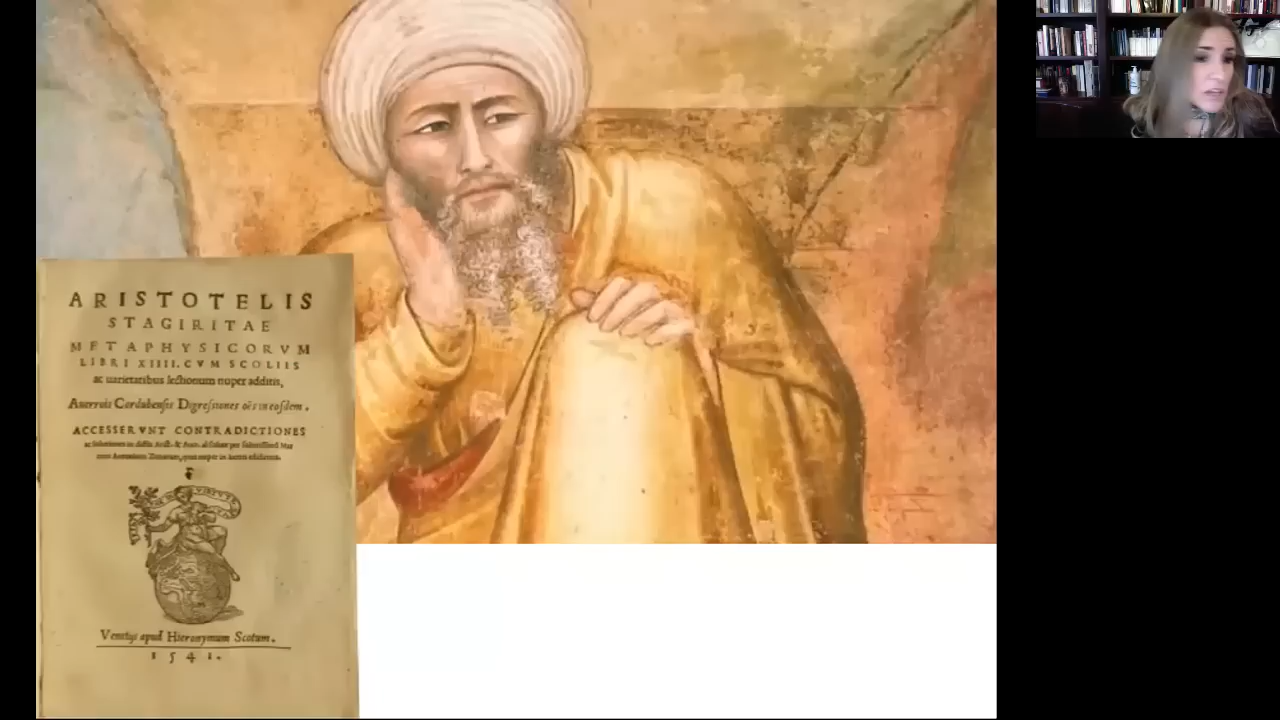 ARISTOTELIS
STAGIRITAE
METAPHYSICORVM
LIBRI XIIII. CVM SCOLIIS
ac uarietatibus lectionum nuper additis,
Auerrois Cordubensis Digressiones oēs in eosdem.
ACCESSERVNT CONTRADICTIONES
Venetijs apud Hieronymum Scotum.
1541.